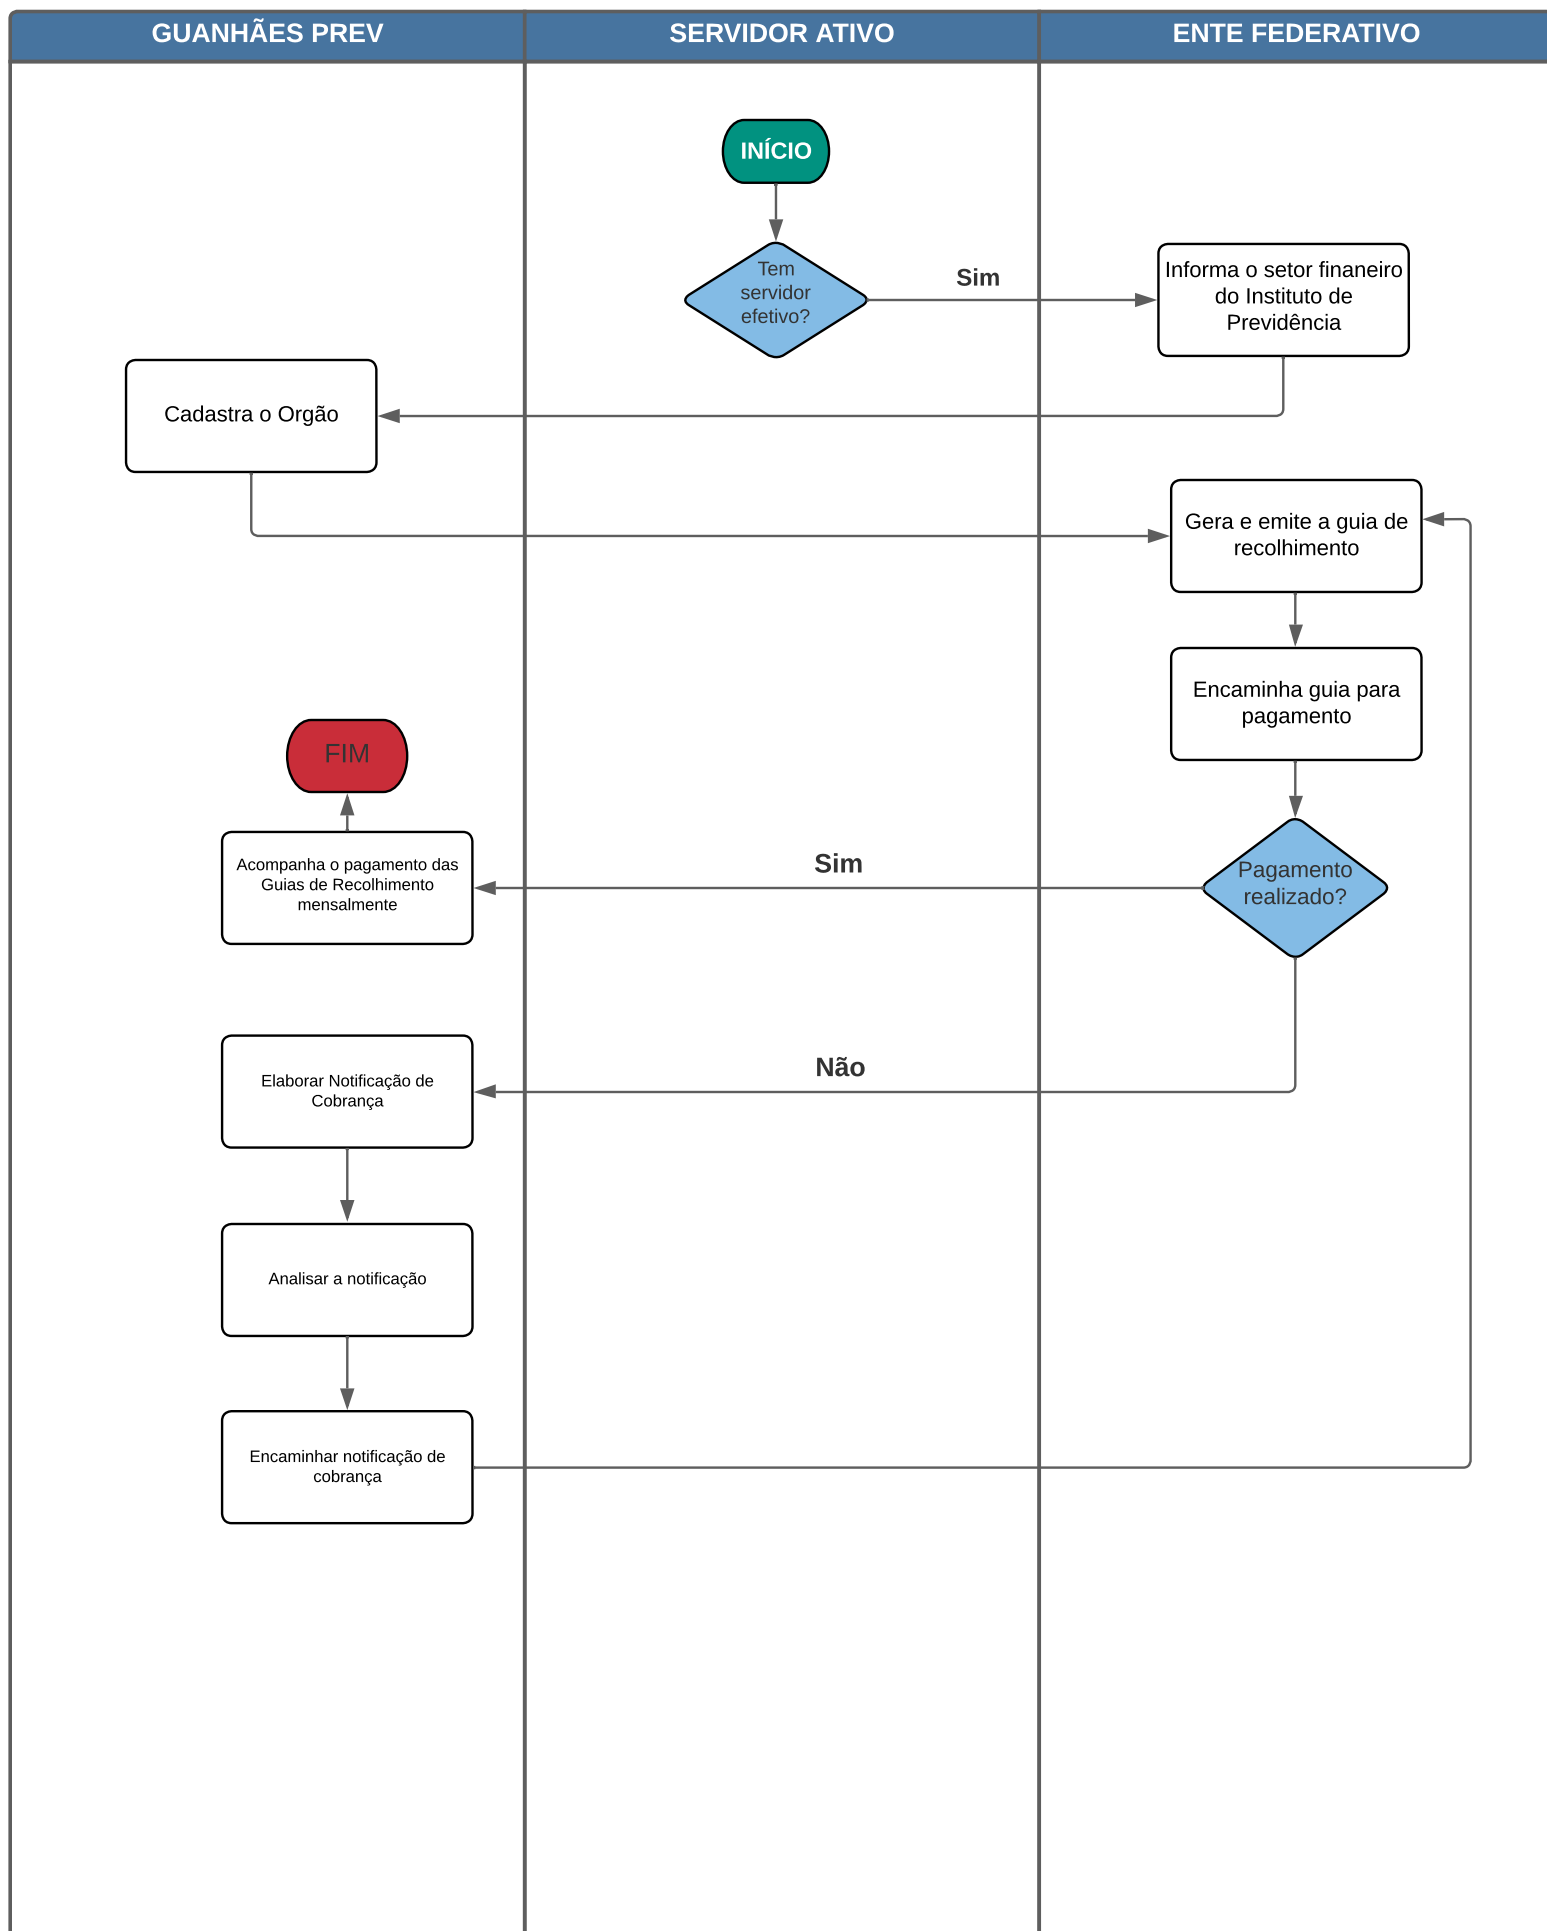 GUANHÃES PREV
SERVIDOR ATIVO
ENTE FEDERATIVO
INÍCIO
Tem
servidor
efetivo?
Sim
Informa o setor finaneiro
do Instituto de
Previdência
Cadastra o Orgão
Gera e emite a guia de
recolhimento
Encaminha guia para
pagamento
FIM
Acompanha o pagamento das
Guias de Recolhimento
mensalmente
Sim
Pagamento
realizado?
Elaborar Notificação de
Cobrança
Não
Analisar a notificação
Encaminhar notificação de
cobrança